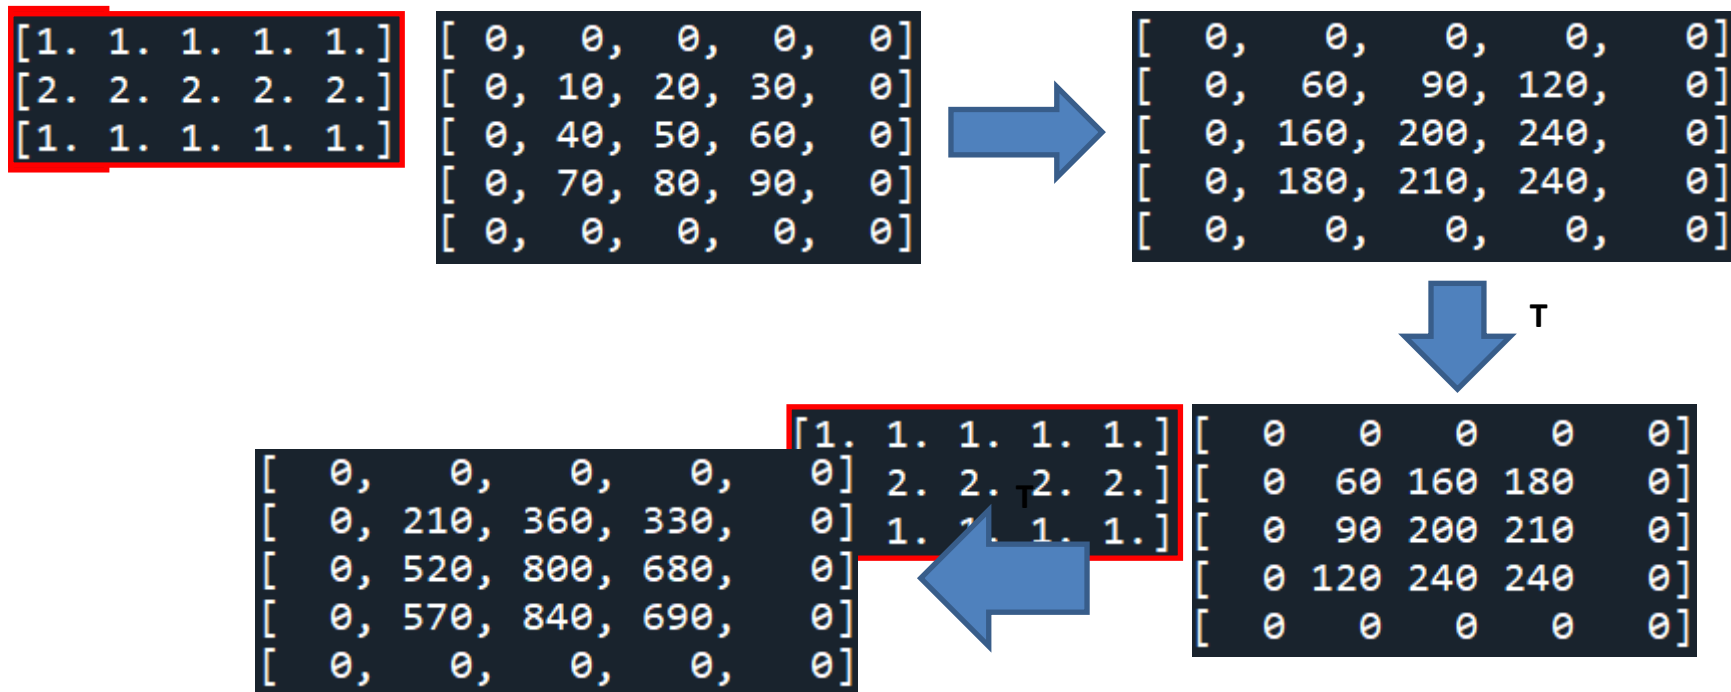 [1. 1. 1. 1. 1.]
[2. 2. 2. 2. 2.]
[1. 1. 1. 1. 1.]
[ 0, 0, 0, 0, 0]
[ 0, 10, 20, 30, 0]
[ 0, 40, 50, 60, 0]
[ 0, 70, 80, 90, 0]
[ 0, 0, 0, 0, 0]
[ 0, 0, 0, 0, 0]
[ 0, 60, 90, 120, 0]
[ 0, 160, 200, 240, 0]
[ 0, 180, 210, 240, 0]
[ 0, 0, 0, 0, 0]
T
[1. 1. 1. 1. 1.]
2. 2. 2. 2.]
1. 1. 1.]
T
[ 0 0 0 0 0]
[ 0 60 160 180 0]
[ 0 90 200 210 0]
[ 0 120 240 240 0]
[ 0 0 0 0 0]
[ 0, 0, 0, 0, 0]
[ 0, 210, 360, 330, 0]
[ 0, 520, 800, 680, 0]
[ 0, 570, 840, 690, 0]
[ 0, 0, 0, 0, 0]